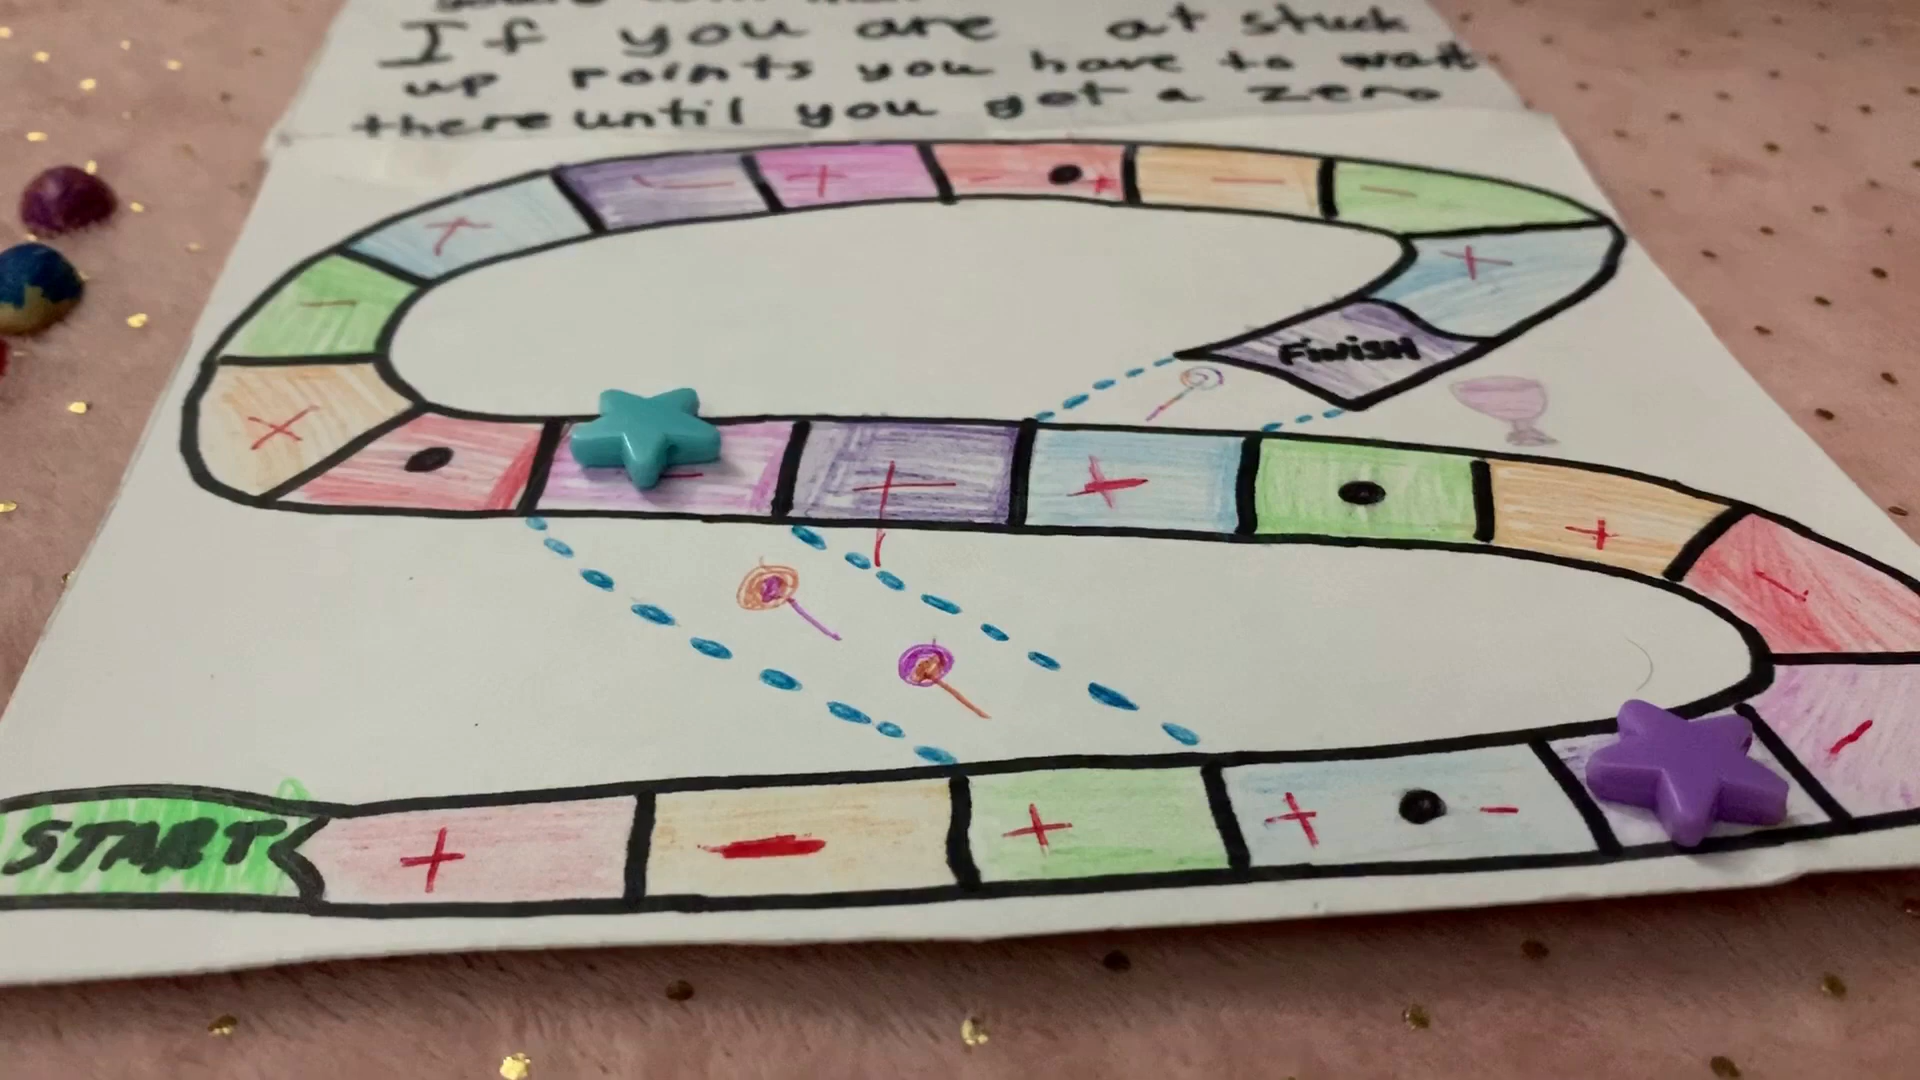 If you are at stuck
up points you have to wait
there until you get a zero
FINISH
START